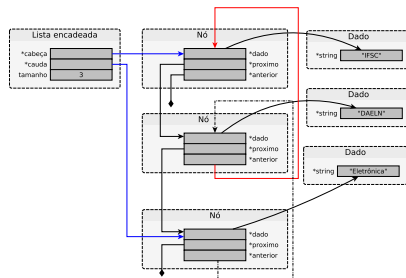 Lista encadeada
*cabeça
*cauda
tamanho 3
Nó
*dado
*proximo
*anterior
Dado
*string "IFSC"
Nó
*dado
*proximo
*anterior
Dado
*string "DAELN"
Dado
*string "Eletrônica"
Nó
*dado
*proximo
*anterior